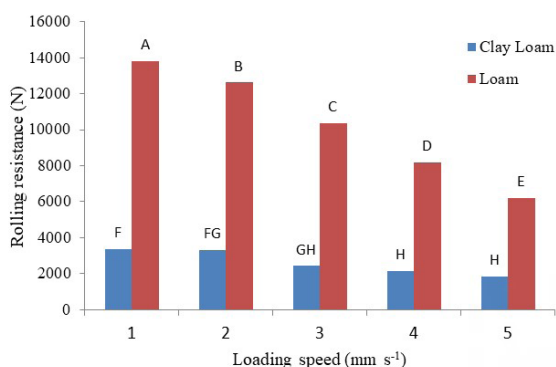 16000
14000
12000
10000
8000
6000
4000
2000
0
Rolling resistance (N)
A
B
C
D
E
F
FG
GH
H
H
Clay Loam
Loam
1 2 3 4 5
Loading speed (mm s⁻¹)